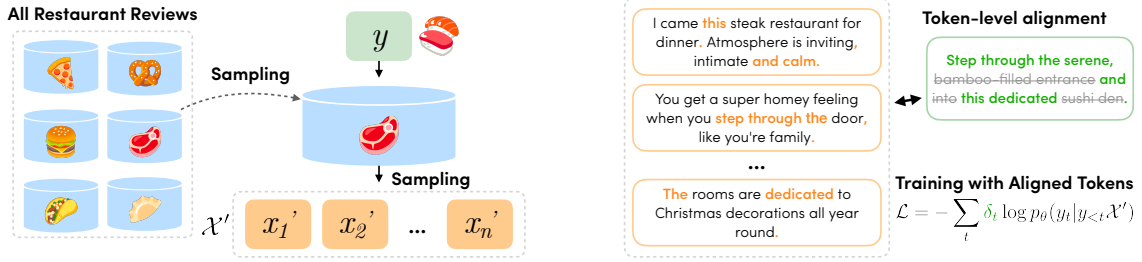 All Restaurant Reviews
Sampling
y
Sampling
𝒳′ x₁’ x₂’ ... xₙ’
I came this steak restaurant for
dinner. Atmosphere is inviting,
intimate and calm.
You get a super homey feeling
when you step through the door,
like you're family.
...
The rooms are dedicated to
Christmas decorations all year
round.
Token-level alignment
Step through the serene,
bamboo-filled entrance and
into this dedicated sushi den.
Training with Aligned Tokens
ℒ = − ∑ₜ δₜ log p_θ(yₜ|y_{<t}𝒳′)